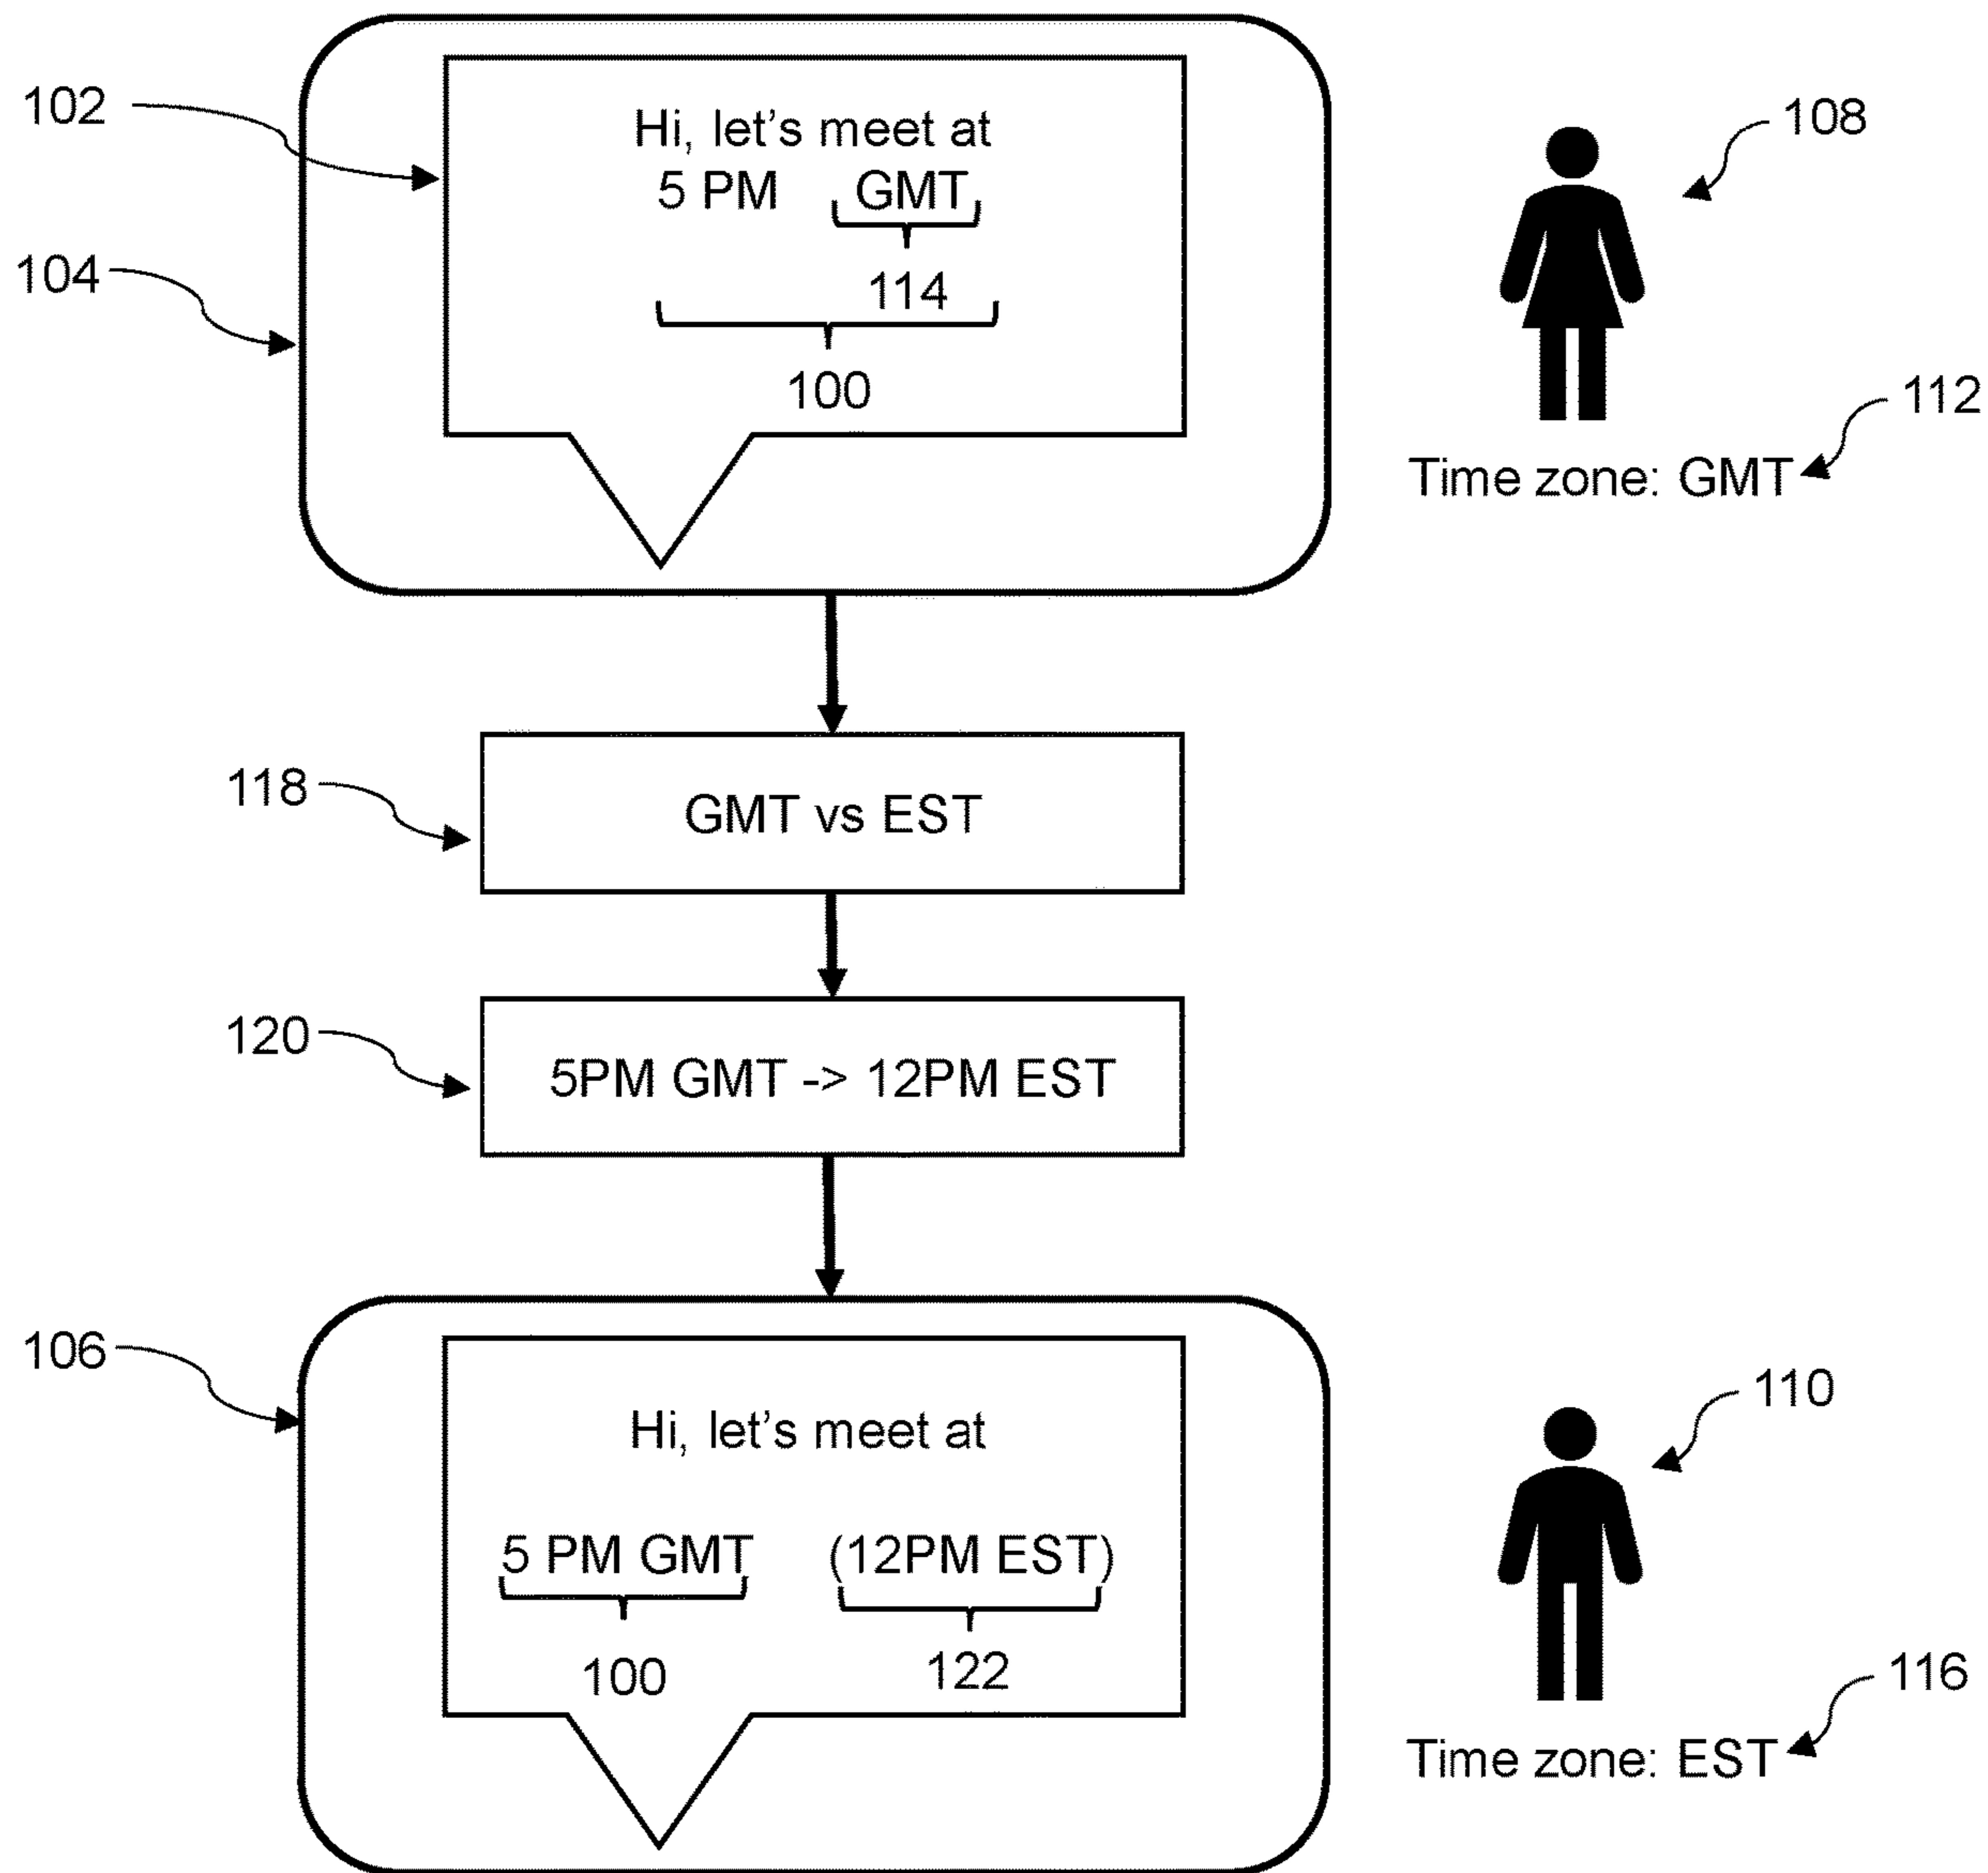 102
Hi, let's meet at
5 PM GMT
108
104
114
100
112
Time zone: GMT
118
GMT vs EST
120
5PM GMT -> 12PM EST
106
Hi, let's meet at
110
5 PM GMT (12PM EST)
100 122
116
Time zone: EST